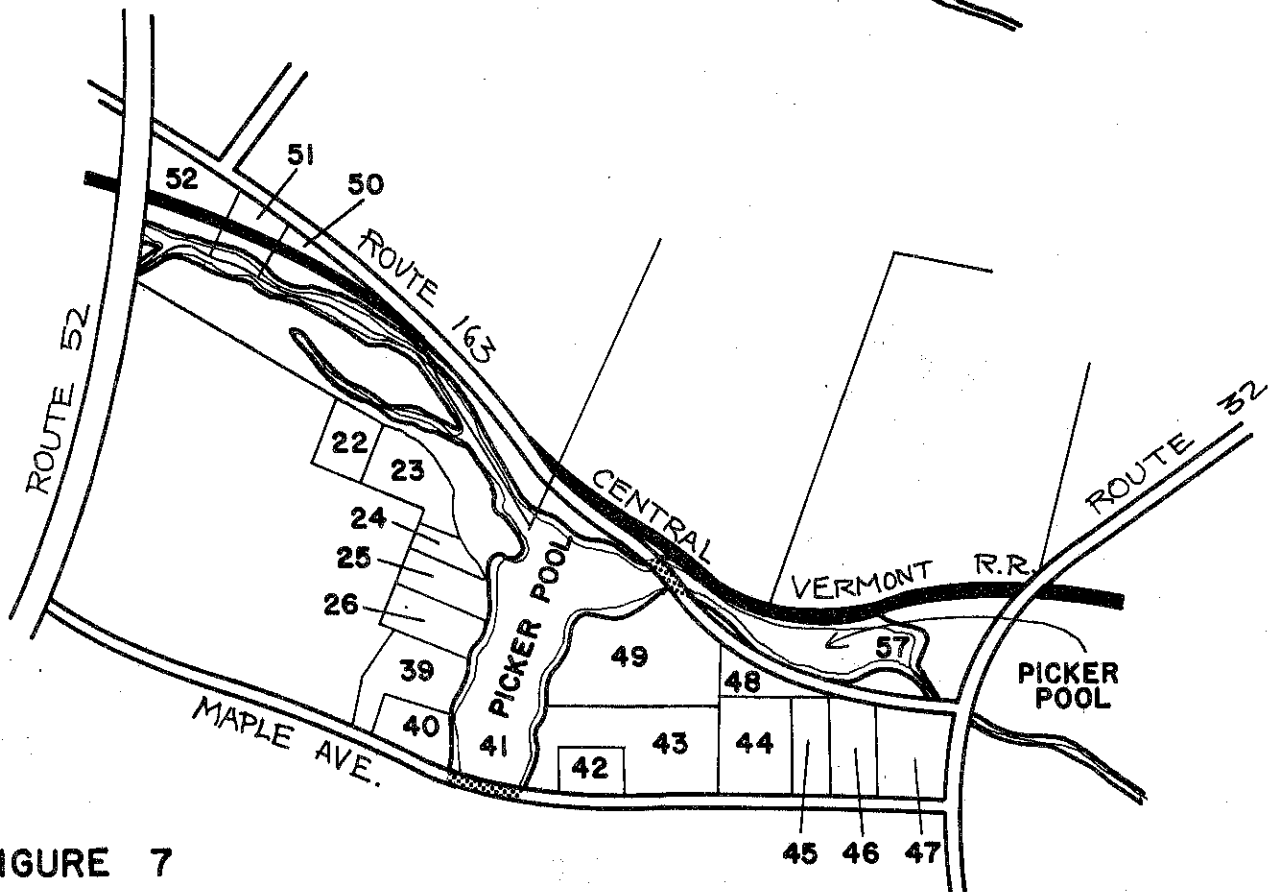 51
52
50
ROUTE 163
ROUTE 52
22
23
24
25
26
CENTRAL
VERMONT R.R.
ROUTE 32
57
PICKER
POOL
PICKER POOL
49
48
39
40
41
42
43
44
MAPLE AVE.
45
46
47
IGURE 7